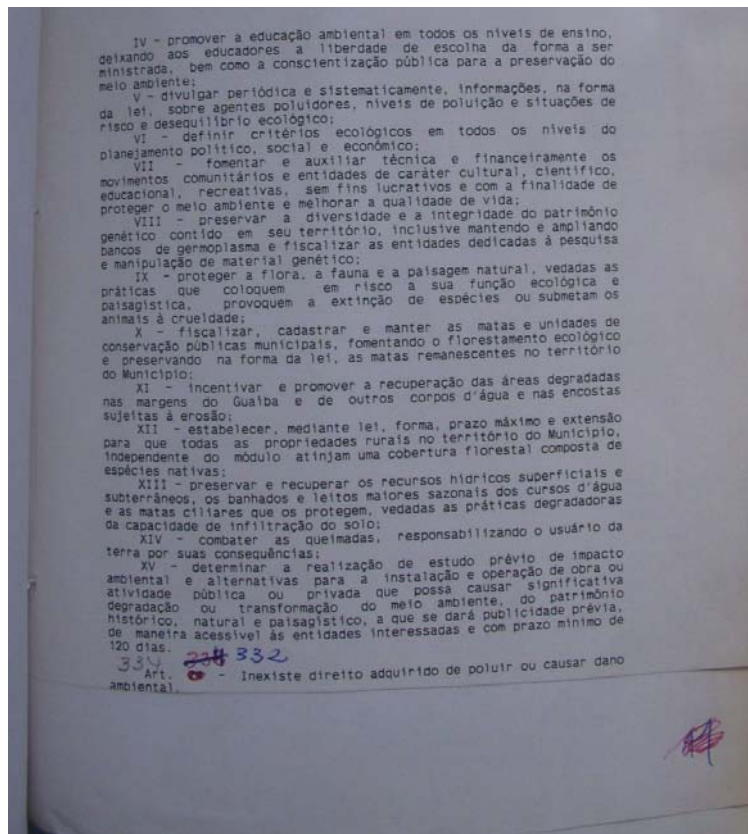 IV - promover a educação ambiental em todos os níveis de ensino,
deixando aos educadores a liberdade de escolha da forma a ser
ministrada, bem como a conscientização pública para a preservação do
meio ambiente;
V - divulgar periódica e sistematicamente, informações, na forma
da lei, sobre agentes poluidores, níveis de poluição e situações de
risco e desequilíbrio ecológico;
VI - definir critérios ecológicos em todos os níveis do
planejamento político, social e econômico;
VII - fomentar e auxiliar técnica e financeiramente os
movimentos comunitários e entidades de caráter cultural, científico,
educacional, recreativas, sem fins lucrativos e com a finalidade de
proteger o meio ambiente e melhorar a qualidade de vida;
VIII - preservar a diversidade e a integridade do patrimônio
genético contido em seu território, inclusive mantendo e ampliando
bancos de germoplasma e fiscalizar as entidades dedicadas à pesquisa
e manipulação de material genético;
IX - proteger a flora, a fauna e a paisagem natural, vedadas as
práticas que coloquem em risco a sua função ecológica e
paisagística, provoquem a extinção de espécies ou submetam os
animais à crueldade;
X - fiscalizar, cadastrar e manter as matas e unidades de
conservação públicas municipais, fomentando o florestamento ecológico
e preservando na forma da lei, as matas remanescentes no território
do Município;
XI - incentivar e promover a recuperação das áreas degradadas
nas margens do Guaíba e de outros corpos d'água e nas encostas
sujeitas à erosão;
XII - estabelecer, mediante lei, forma, prazo máximo e extensão
para que todas as propriedades rurais no território do Município,
independente do módulo atinjam uma cobertura florestal composta de
espécies nativas;
XIII - preservar e recuperar os recursos hídricos superficiais e
subterrâneos, os banhados e leitos maiores sazonais dos cursos d'água
e as matas ciliares que os protegem, vedadas as práticas degradadoras
da capacidade de infiltração do solo;
XIV - combater as queimadas, responsabilizando o usuário da
terra por suas consequências;
XV - determinar a realização de estudo prévio de impacto
ambiental e alternativas para a instalação e operação de obra ou
atividade pública ou privada que possa causar significativa
degradação ou transformação do meio ambiente, do patrimônio
histórico, natural e paisagístico, a que se dará publicidade prévia,
de maneira acessível às entidades interessadas e com prazo mínimo de
120 dias.
334 332
Art. - Inexiste direito adquirido de poluir ou causar dano
ambiental.